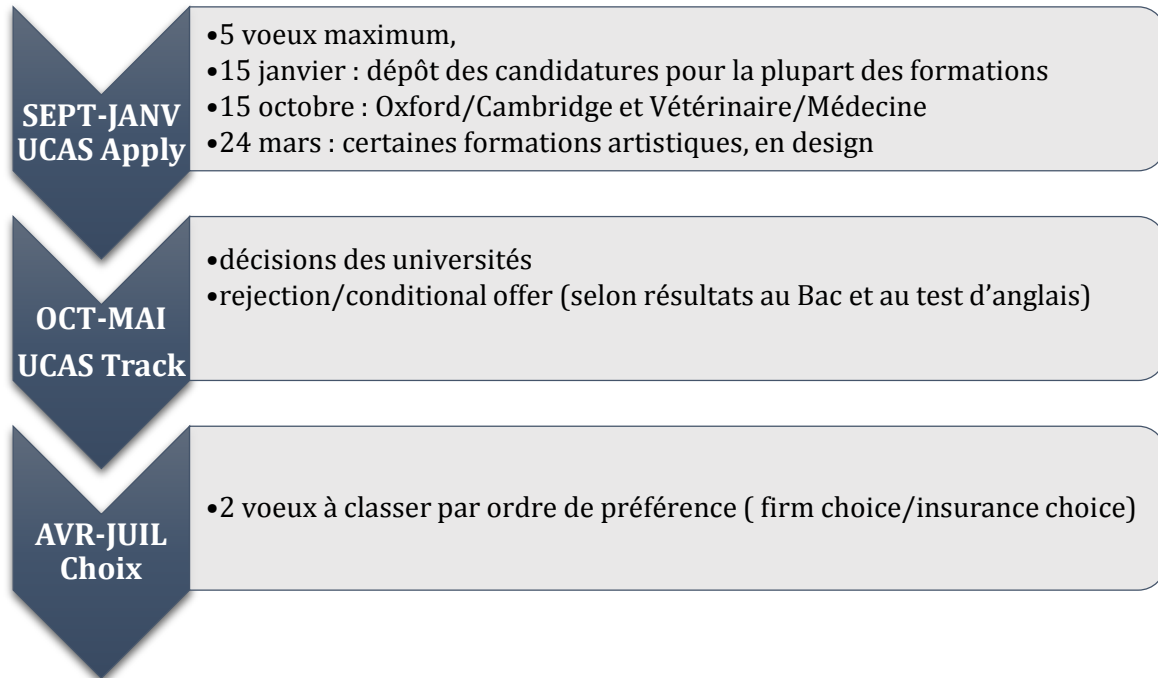 SEPT-JANV
UCAS Apply
•5 voeux maximum,
•15 janvier : dépôt des candidatures pour la plupart des formations
•15 octobre : Oxford/Cambridge et Vétérinaire/Médecine
•24 mars : certaines formations artistiques, en design
OCT-MAI
UCAS Track
•décisions des universités
•rejection/conditional offer (selon résultats au Bac et au test d’anglais)
AVR-JUIL
Choix
•2 voeux à classer par ordre de préférence ( firm choice/insurance choice)